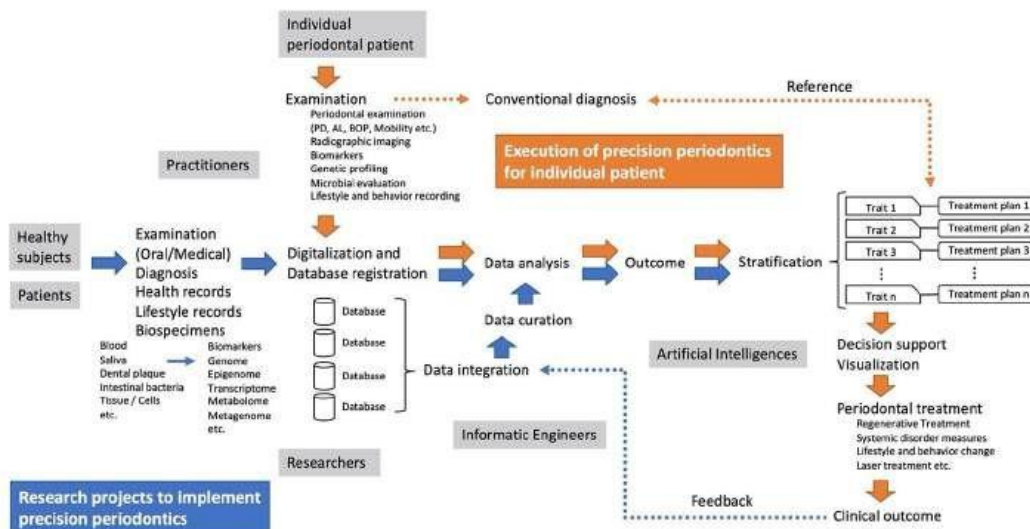 Individual
periodontal patient
Examination
Periodontal examination
(PD, AL, BOP, Mobility etc.)
Radiographic imaging
Biomarkers
Genetic profiling
Microbial evaluation
Lifestyle and behavior recording
Conventional diagnosis
Reference
Execution of precision periodontics
for individual patient
Practitioners
Healthy
subjects
Patients
Examination
(Oral/Medical)
Diagnosis
Health records
Lifestyle records
Biospecimens
Blood
Saliva
Dental plaque
Intestinal bacteria
Tissue / Cells
etc.
Biomarkers
Genome
Epigenome
Transcriptome
Metabolome
Metagenome
etc.
Digitalization and
Database registration
Database
Database
Database
Database
Data analysis
Data curation
Data integration
Outcome
Stratification
Trait 1
Treatment plan 1
Trait 2
Treatment plan 2
Trait 3
Treatment plan 3
⋮
⋮
Trait n
Treatment plan n
Artificial Intelligences
Decision support
Visualization
Periodontal treatment
Regenerative Treatment
Systemic disorder measures
Lifestyle and behavior change
Laser treatment etc.
Clinical outcome
Informatic Engineers
Researchers
Feedback
Research projects to implement
precision periodontics